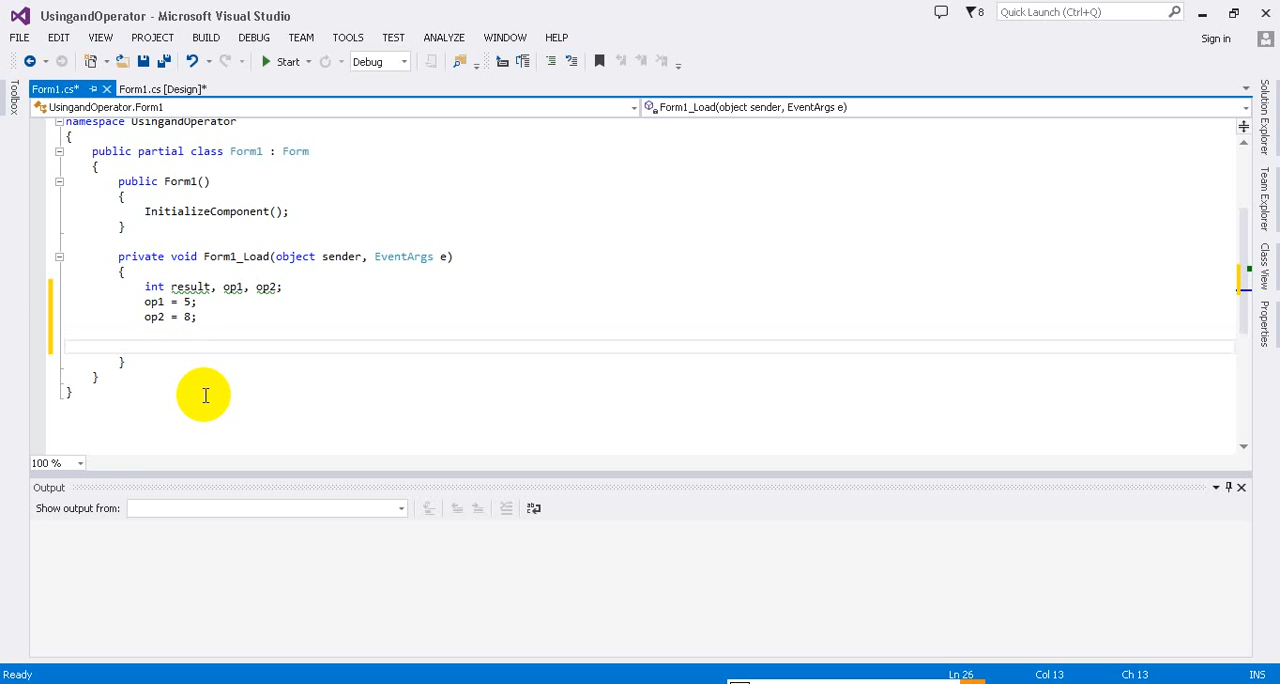 UsingandOperator - Microsoft Visual Studio
8
Quick Launch (Ctrl+Q)
FILE EDIT VIEW PROJECT BUILD DEBUG TEAM TOOLS TEST ANALYZE WINDOW HELP
Sign in
Start Debug
Toolbox
Form1.cs* Form1.cs [Design]*
UsingandOperator.Form1
Form1_Load(object sender, EventArgs e)
namespace UsingandOperator
{
public partial class Form1 : Form
{
public Form1()
{
InitializeComponent();
}
private void Form1_Load(object sender, EventArgs e)
{
int result, op1, op2;
op1 = 5;
op2 = 8;
}
}
}
Solution Explorer
Team Explorer
Class View
Properties
100 %
Output
Show output from:
Ready
Ln 26
Col 13
Ch 13
INS